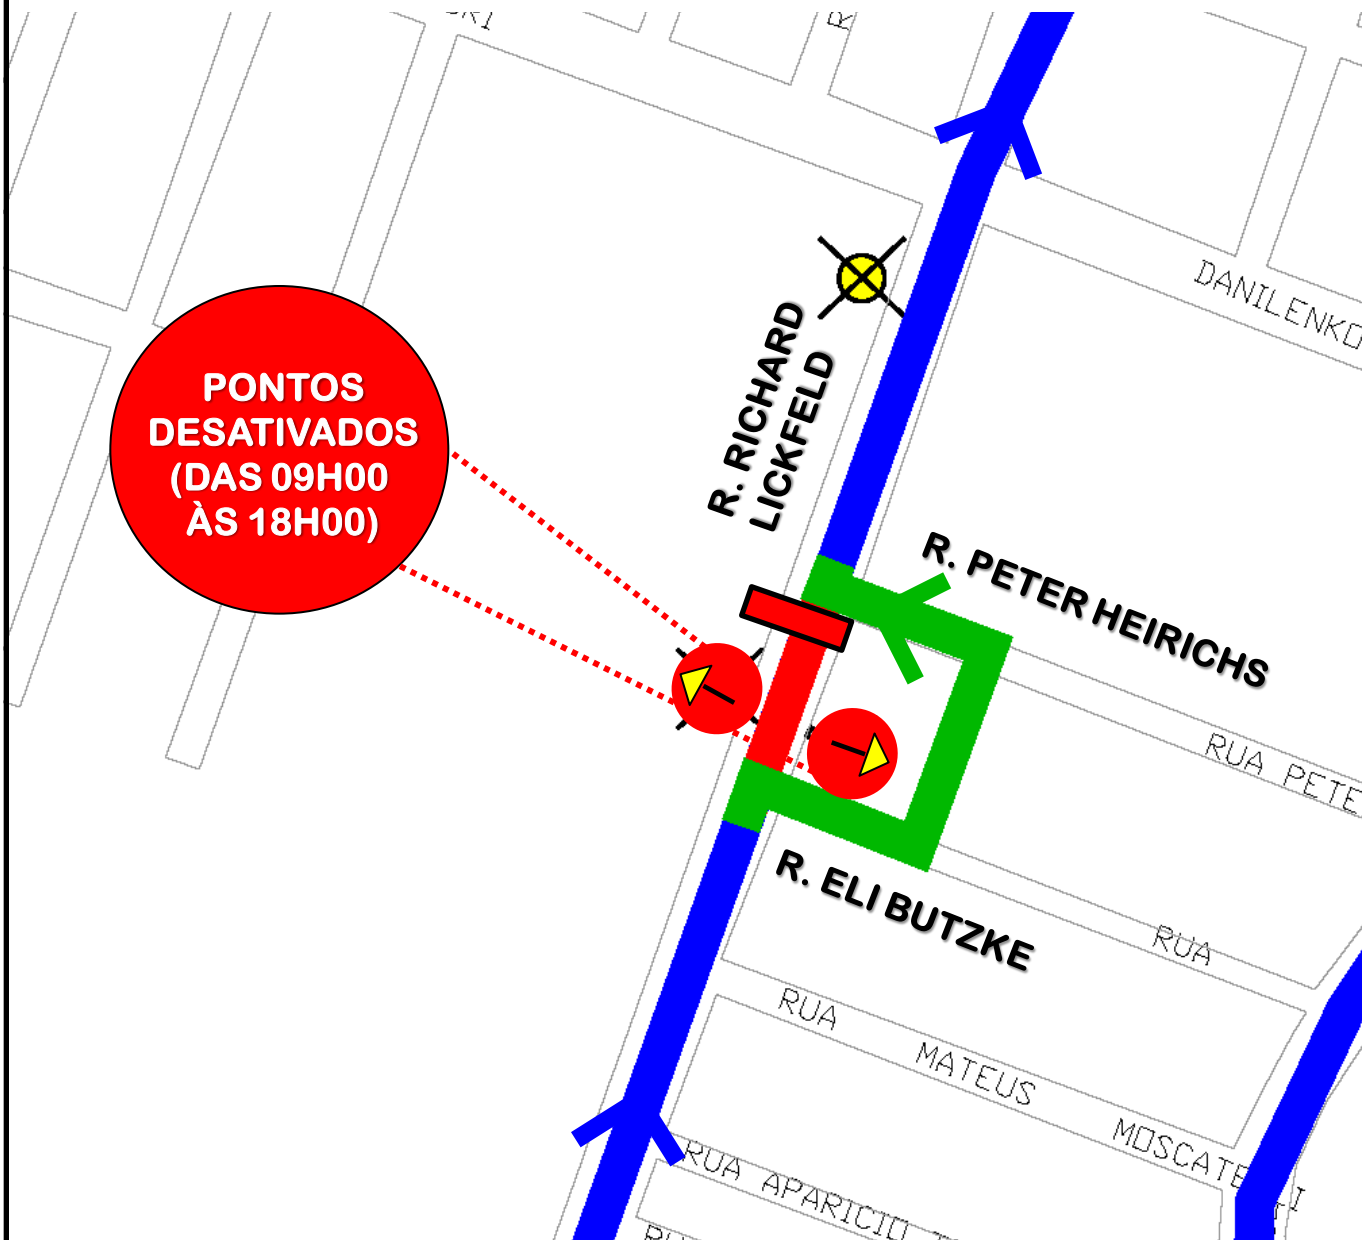 DANILENKO
R. RICHARD
LICKFELD
PONTOS
DESATIVADOS
(DAS 09H00
ÀS 18H00)
R. PETER HEIRICHS
RUA PETE
R. ELI BUTZKE
RUA
RUA MATEUS MOSCATELLI
RUA APARICIO